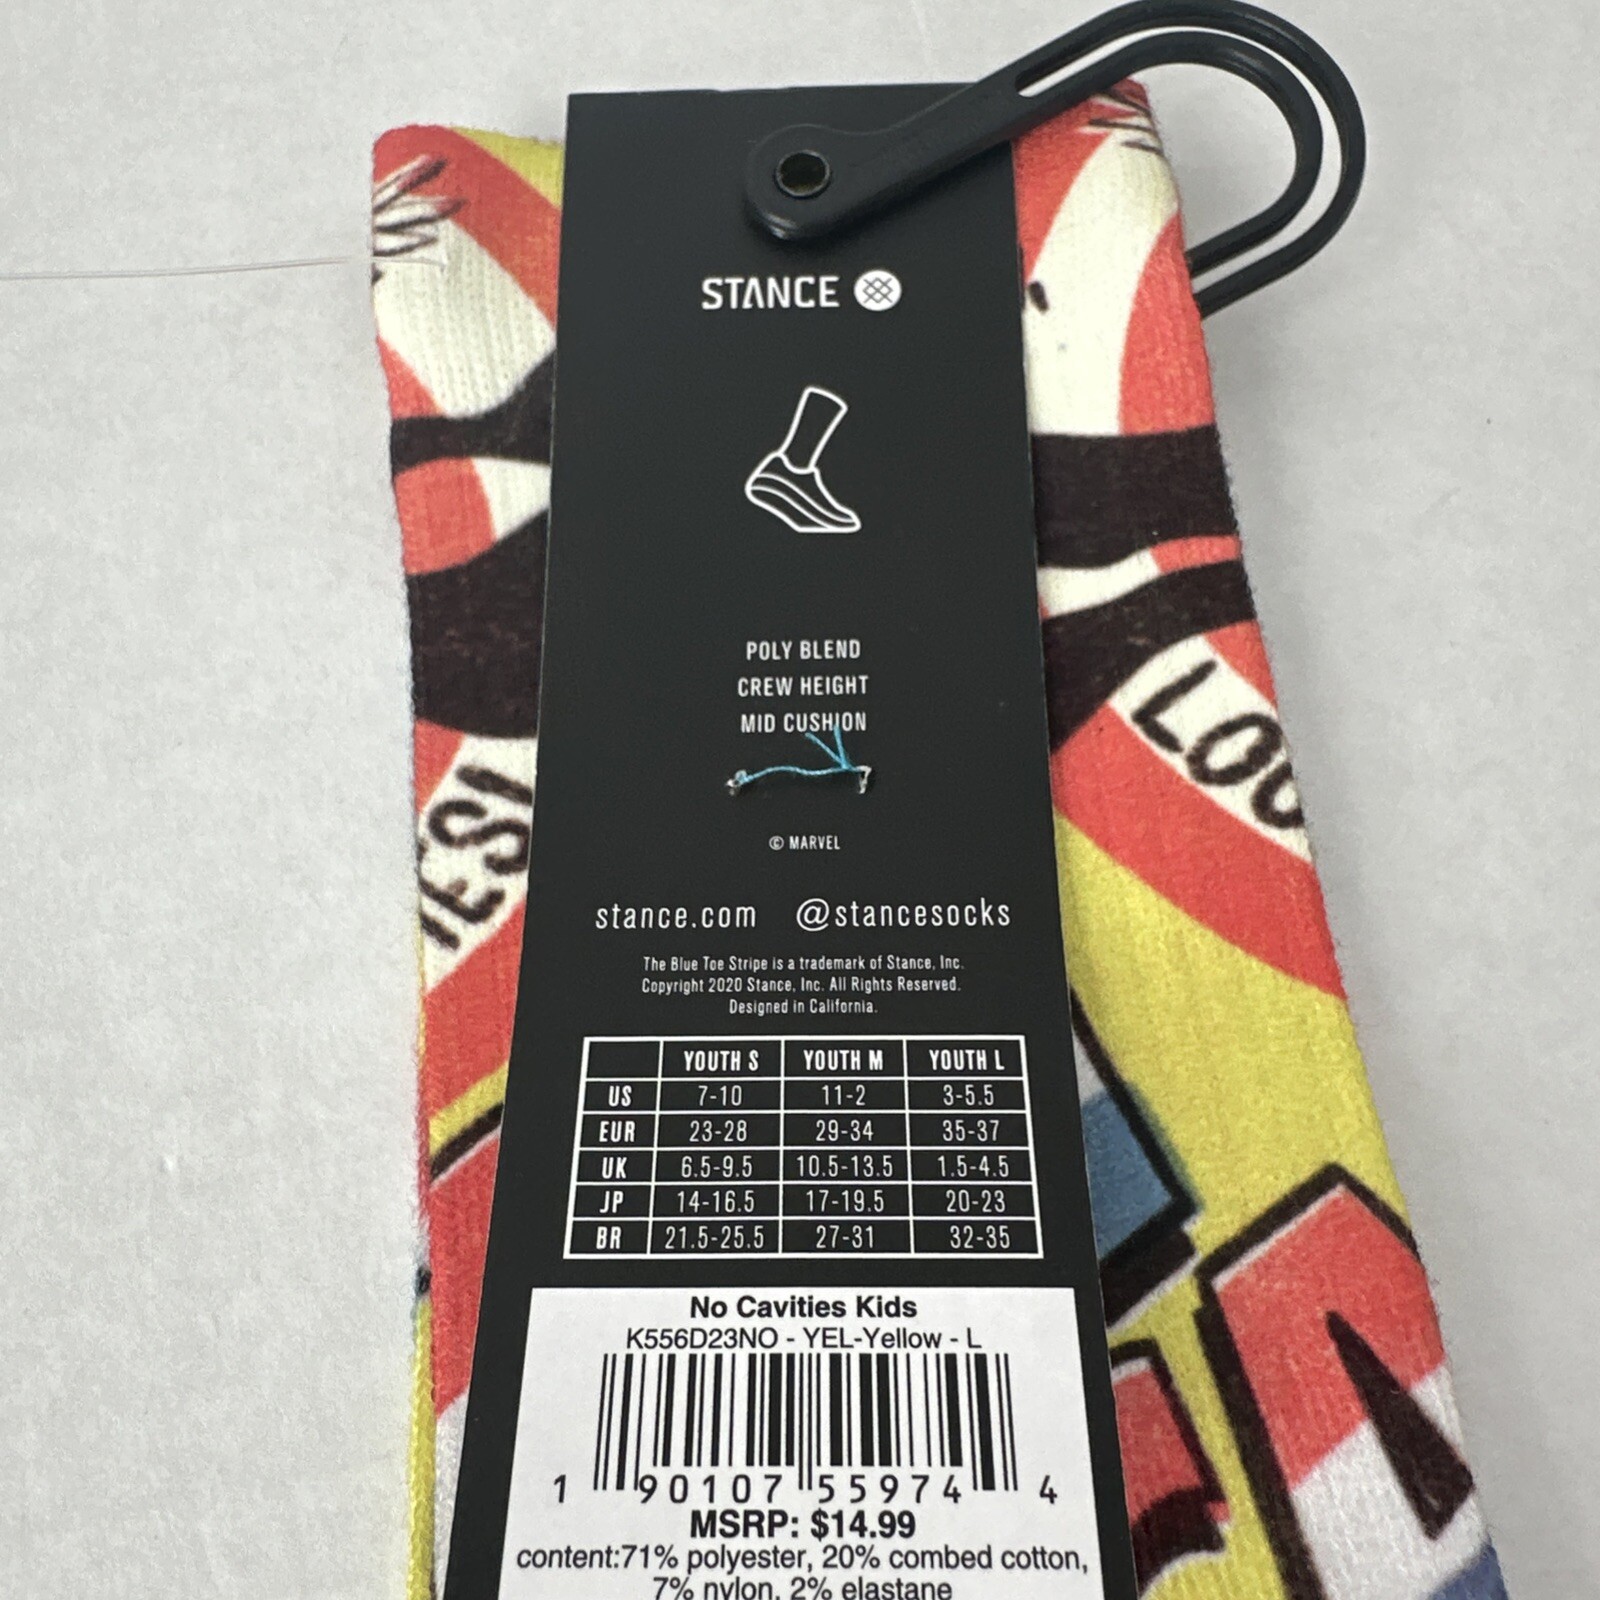 STANCE
POLY BLEND
CREW HEIGHT
MID CUSHION
© MARVEL
stance.com @stancesocks
The Blue Toe Stripe is a trademark of Stance, Inc.
Copyright 2020 Stance, Inc. All Rights Reserved.
Designed in California.
YOUTH S YOUTH M YOUTH L
US 7-10 11-2 3-5.5
EUR 23-28 29-34 35-37
UK 6.5-9.5 10.5-13.5 1.5-4.5
JP 14-16.5 17-19.5 20-23
BR 21.5-25.5 27-31 32-35
No Cavities Kids
K556D23NO - YEL-Yellow - L
1 90107 55974 4
MSRP: $14.99
content:71% polyester, 20% combed cotton,
7% nylon, 2% elastane